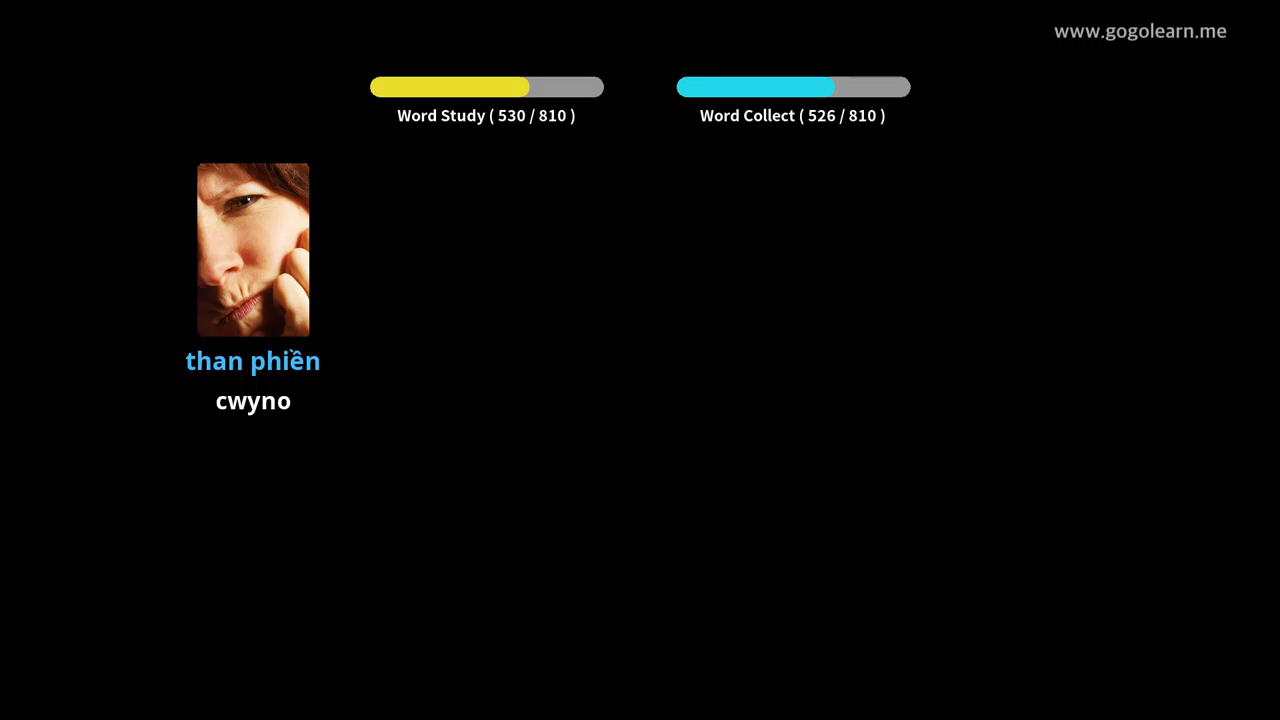 www.gogolearn.me
Word Study ( 530 / 810 )
Word Collect ( 526 / 810 )
than phiền
cwyno